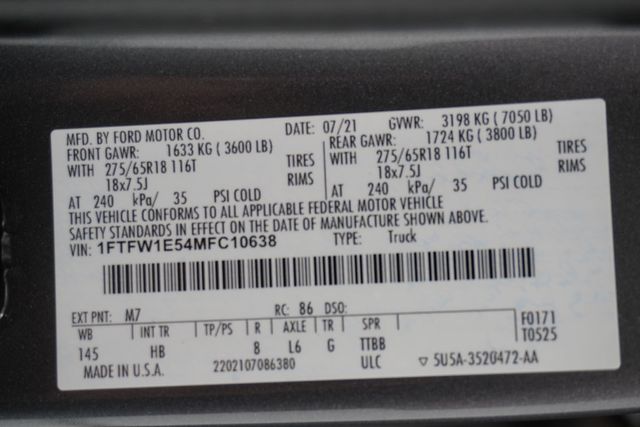 MFD. BY FORD MOTOR CO. DATE: 07/21 GVWR: 3198 KG ( 7050 LB)
FRONT GAWR: 1633 KG ( 3600 LB) REAR GAWR: 1724 KG ( 3800 LB)
WITH 275/65R18 116T TIRES WITH 275/65R18 116T TIRES
18x7.5J RIMS 18x7.5J RIMS
AT 240 kPa/ 35 PSI COLD AT 240 kPa/ 35 PSI COLD
THIS VEHICLE CONFORMS TO ALL APPLICABLE FEDERAL MOTOR VEHICLE
SAFETY STANDARDS IN EFFECT ON THE DATE OF MANUFACTURE SHOWN ABOVE.
VIN: 1FTFW1E54MFC10638 TYPE: Truck
EXT PNT: M7 RC: 86 DSO: F0171
WB INT TR TP/PS R AXLE TR SPR T0525
145 HB 8 L6 G TTBB
MADE IN U.S.A. 2202107086380 ULC ▽ 5U5A-3520472-AA